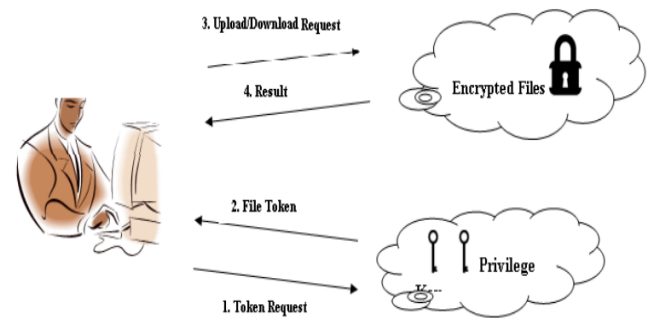 3. Upload/Download Request
4. Result
Encrypted Files
2. File Token
Privilege
1. Token Request